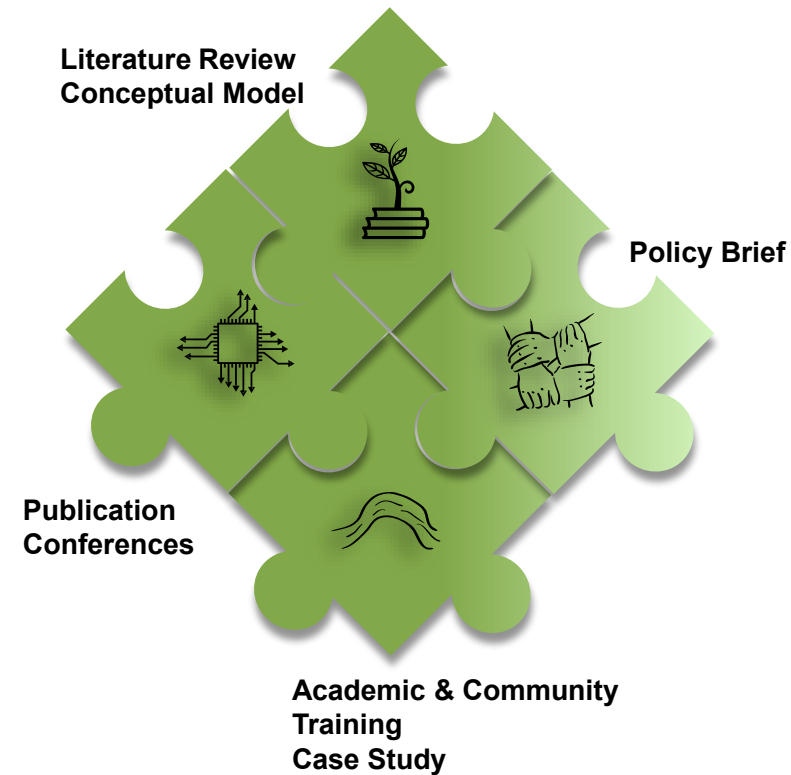 Literature Review
Conceptual Model
Policy Brief
Publication
Conferences
Academic & Community
Training
Case Study